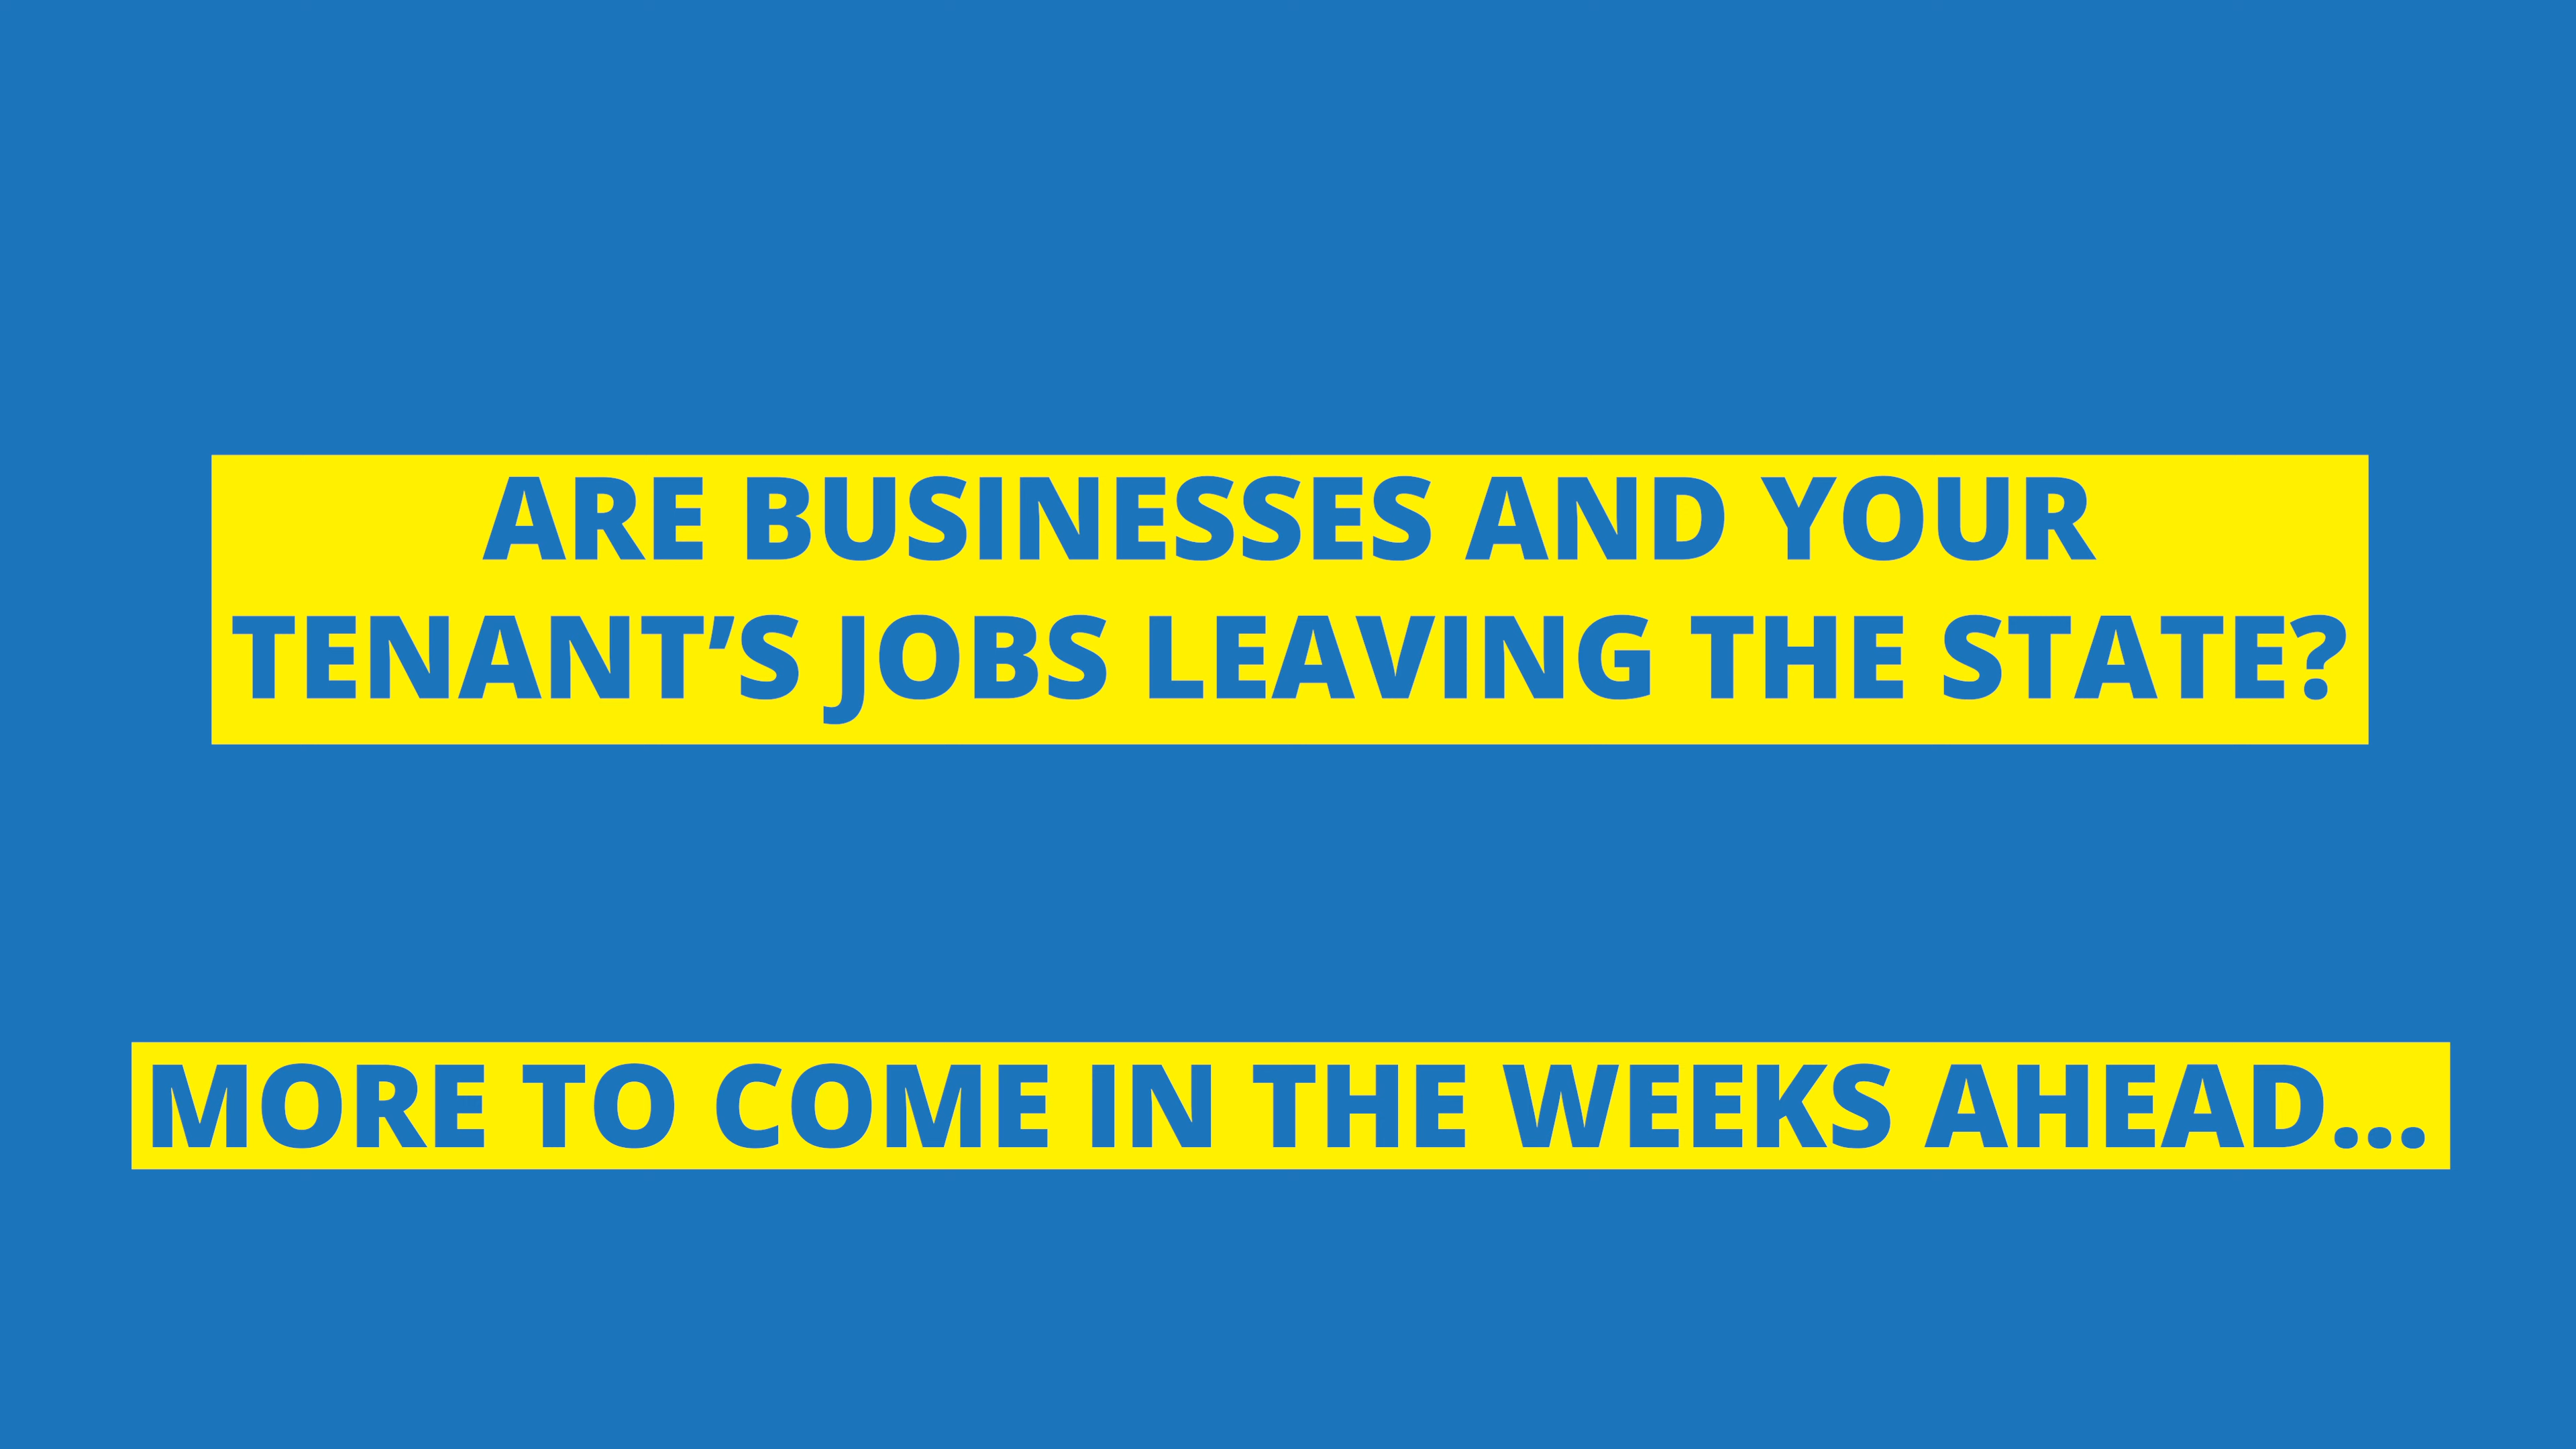 ARE BUSINESSES AND YOUR
TENANT’S JOBS LEAVING THE STATE?
MORE TO COME IN THE WEEKS AHEAD...